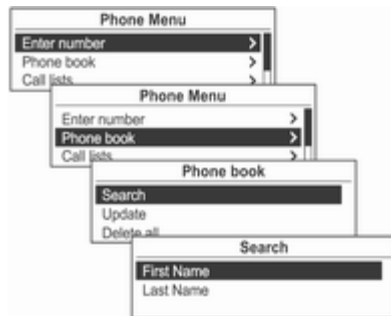 Phone Menu
Enter number >
Phone book >
Call lists >
Phone Menu
Enter number >
Phone book >
Call lists >
Phone book
Search
Update
Delete all
Search
First Name
Last Name